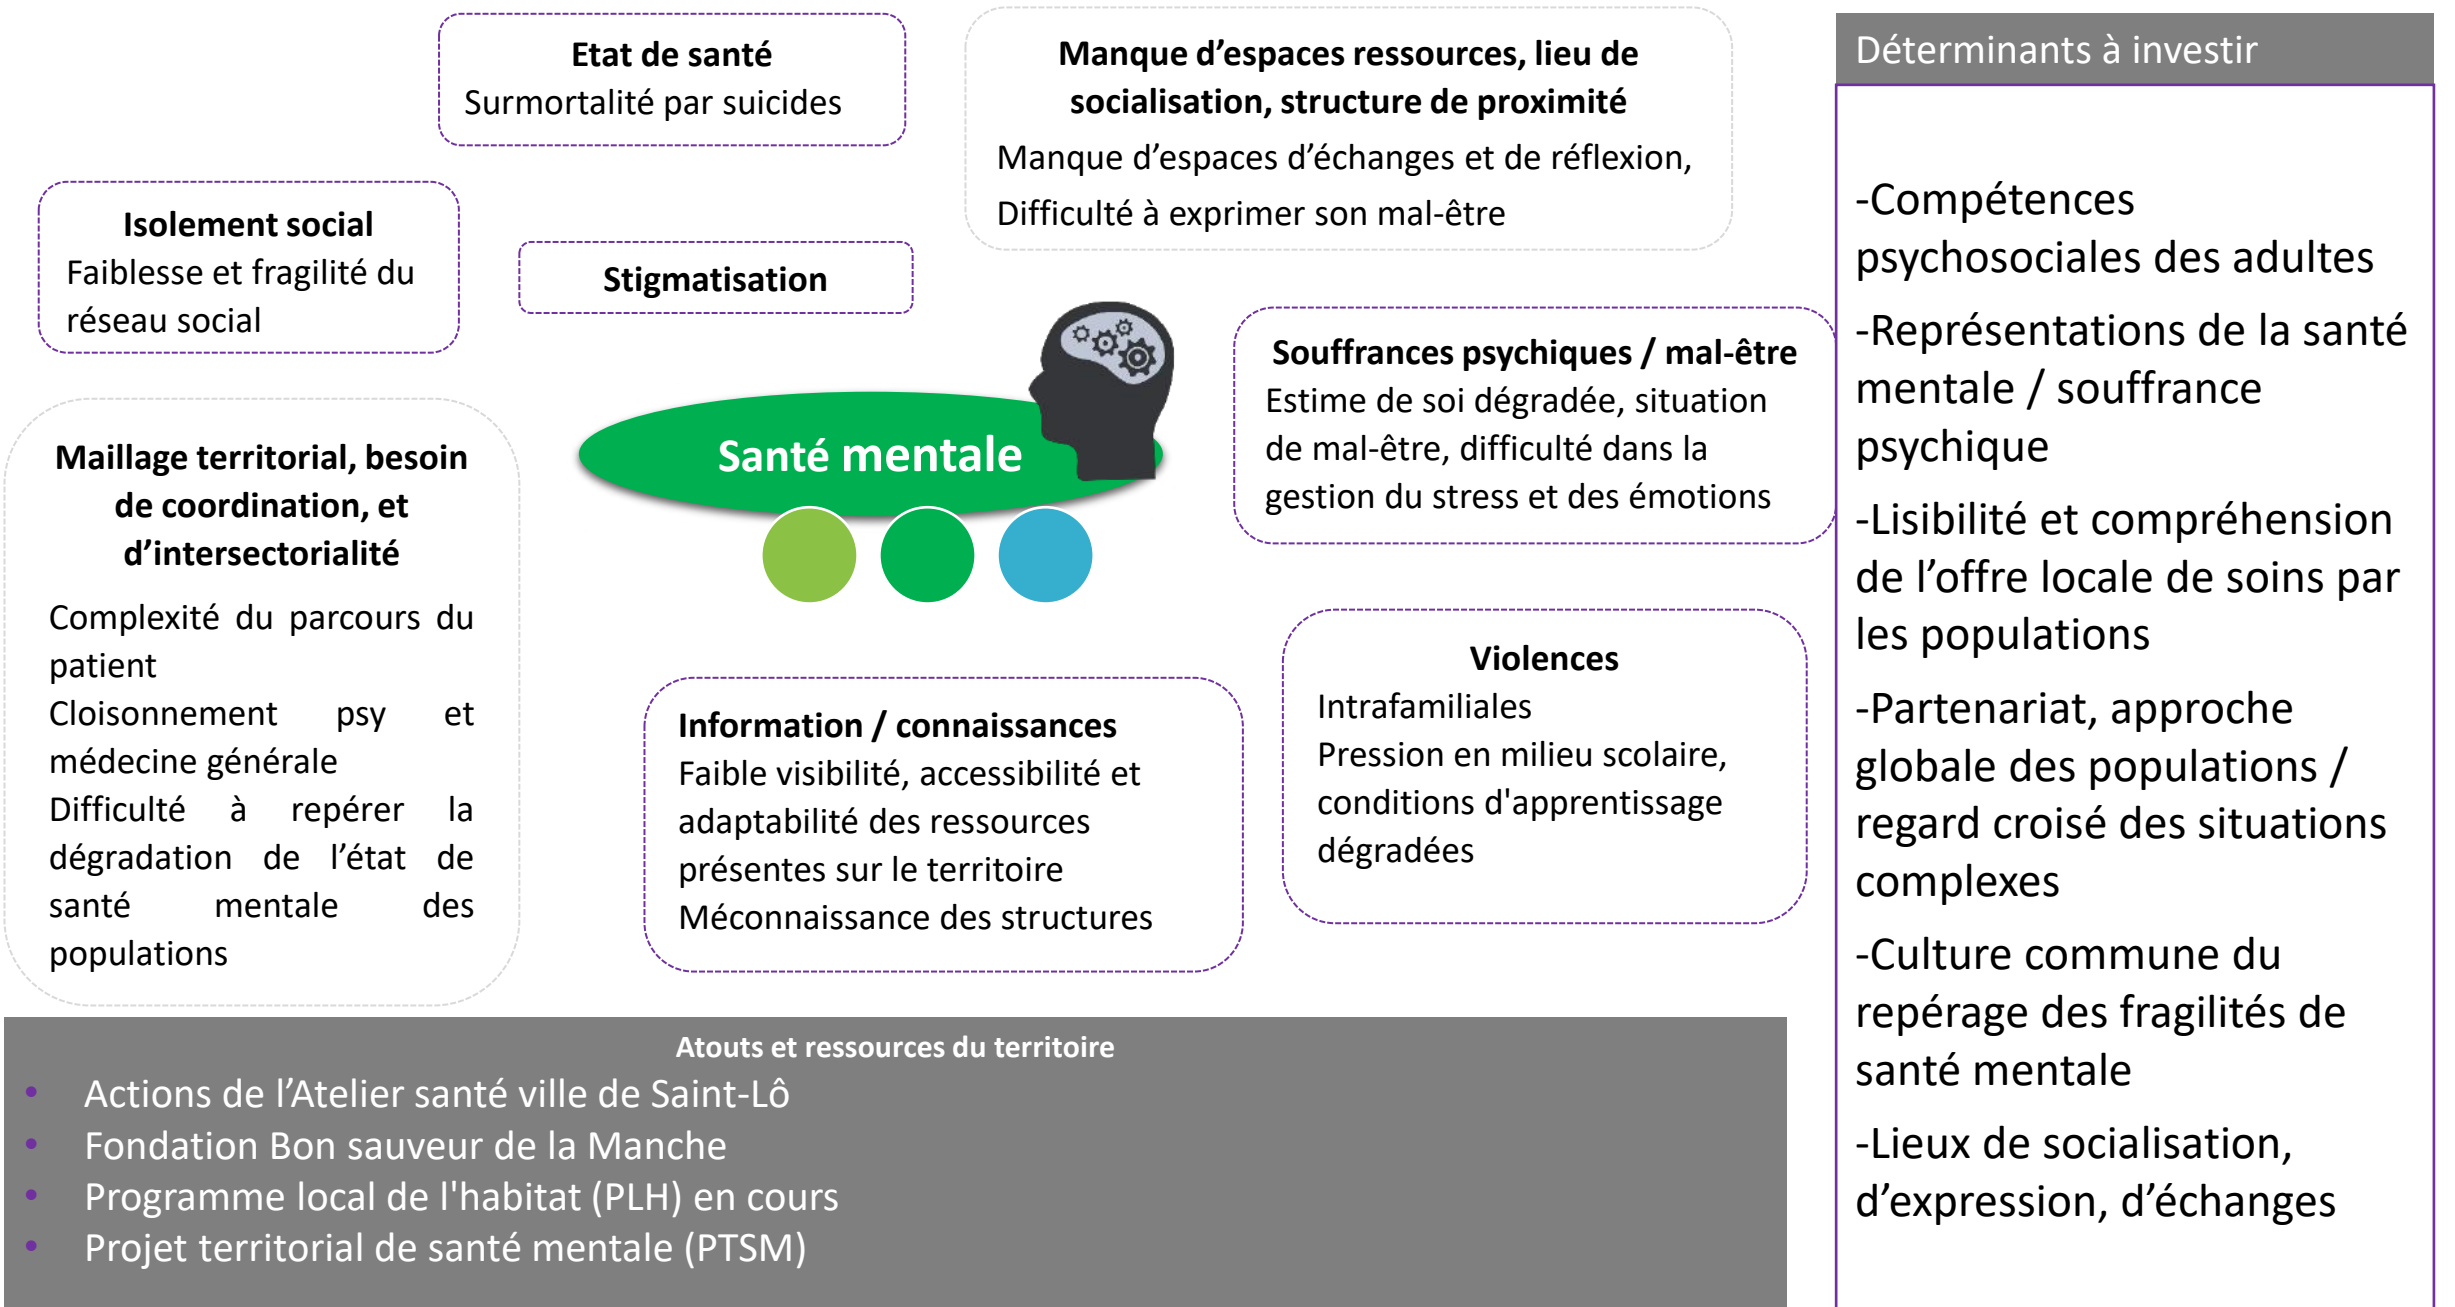 Etat de santé
Surmortalité par suicides
Manque d’espaces ressources, lieu de
socialisation, structure de proximité
Manque d’espaces d’échanges et de réflexion,
Difficulté à exprimer son mal-être
Isolement social
Faiblesse et fragilité du
réseau social
Stigmatisation
Santé mentale
Souffrances psychiques / mal-être
Estime de soi dégradée, situation
de mal-être, difficulté dans la
gestion du stress et des émotions
Maillage territorial, besoin
de coordination, et
d’intersectorialité
Complexité du parcours du
patient
Cloisonnement psy et
médecine générale
Difficulté à repérer la
dégradation de l’état de
santé mentale des
populations
Information / connaissances
Faible visibilité, accessibilité et
adaptabilité des ressources
présentes sur le territoire
Méconnaissance des structures
Violences
Intrafamiliales
Pression en milieu scolaire,
conditions d'apprentissage
dégradées
Atouts et ressources du territoire
• Actions de l’Atelier santé ville de Saint-Lô
• Fondation Bon sauveur de la Manche
• Programme local de l'habitat (PLH) en cours
• Projet territorial de santé mentale (PTSM)
Déterminants à investir
-Compétences
psychosociales des adultes
-Représentations de la santé
mentale / souffrance
psychique
-Lisibilité et compréhension
de l’offre locale de soins par
les populations
-Partenariat, approche
globale des populations /
regard croisé des situations
complexes
-Culture commune du
repérage des fragilités de
santé mentale
-Lieux de socialisation,
d’expression, d’échanges